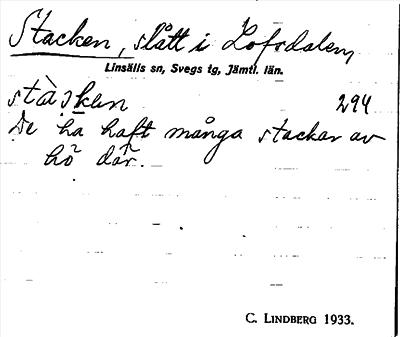 Stacken, slått i Lofsdalen,
Linsälls sn, Svegs tg, Jämtl. län.
stàskan 294
De ha haft många stackar av
hö där.
C. LINDBERG 1933.